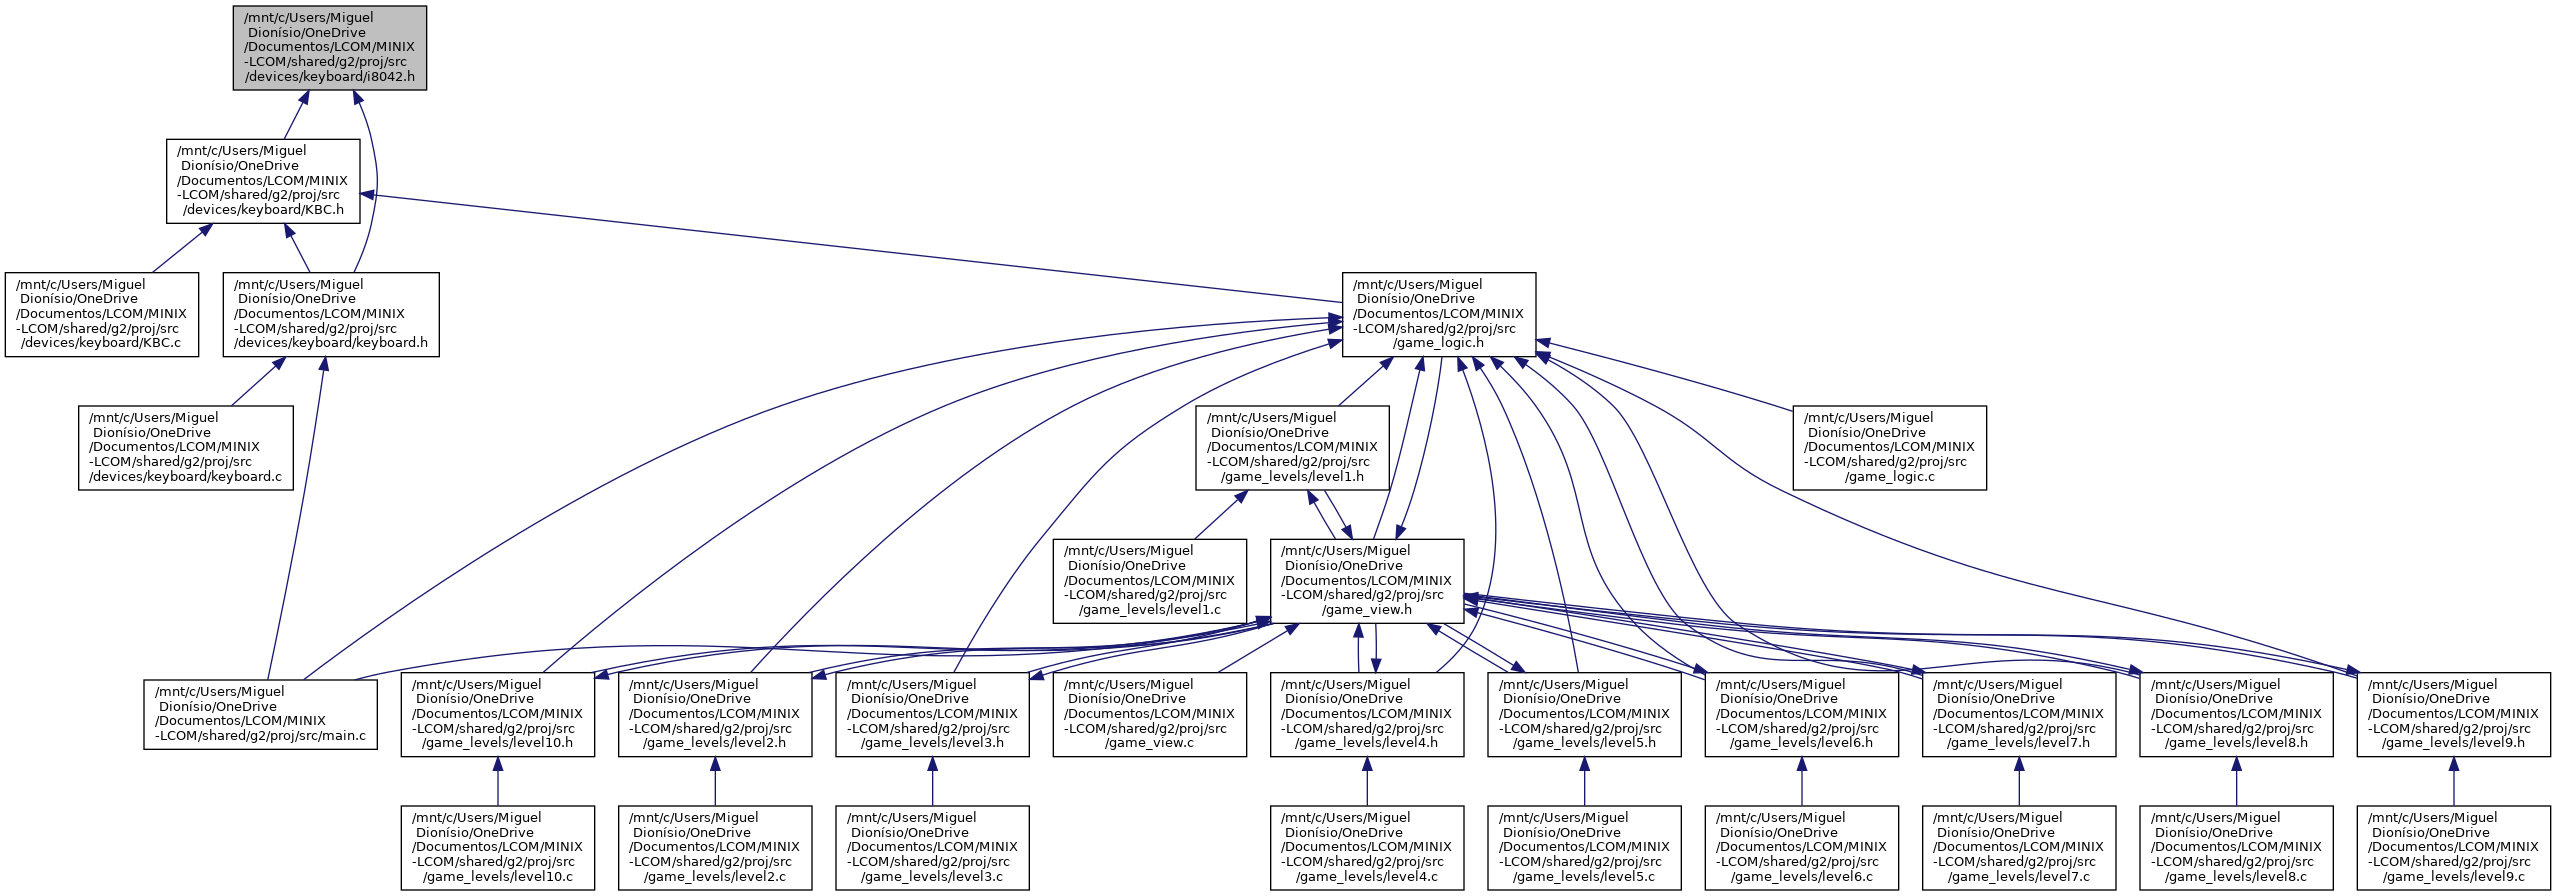 /mnt/c/Users/Miguel
Dionísio/OneDrive
/Documentos/LCOM/MINIX
-LCOM/shared/g2/proj/src
/devices/keyboard/i8042.h
/mnt/c/Users/Miguel
Dionísio/OneDrive
/Documentos/LCOM/MINIX
-LCOM/shared/g2/proj/src
/devices/keyboard/KBC.h
/mnt/c/Users/Miguel
Dionísio/OneDrive
/Documentos/LCOM/MINIX
-LCOM/shared/g2/proj/src
/devices/keyboard/KBC.c
/mnt/c/Users/Miguel
Dionísio/OneDrive
/Documentos/LCOM/MINIX
-LCOM/shared/g2/proj/src
/devices/keyboard/keyboard.h
/mnt/c/Users/Miguel
Dionísio/OneDrive
/Documentos/LCOM/MINIX
-LCOM/shared/g2/proj/src
/game_logic.h
/mnt/c/Users/Miguel
Dionísio/OneDrive
/Documentos/LCOM/MINIX
-LCOM/shared/g2/proj/src
/devices/keyboard/keyboard.c
/mnt/c/Users/Miguel
Dionísio/OneDrive
/Documentos/LCOM/MINIX
-LCOM/shared/g2/proj/src
/game_levels/level1.h
/mnt/c/Users/Miguel
Dionísio/OneDrive
/Documentos/LCOM/MINIX
-LCOM/shared/g2/proj/src
/game_logic.c
/mnt/c/Users/Miguel
Dionísio/OneDrive
/Documentos/LCOM/MINIX
-LCOM/shared/g2/proj/src
/game_levels/level1.c
/mnt/c/Users/Miguel
Dionísio/OneDrive
/Documentos/LCOM/MINIX
-LCOM/shared/g2/proj/src
/game_view.h
/mnt/c/Users/Miguel
Dionísio/OneDrive
/Documentos/LCOM/MINIX
-LCOM/shared/g2/proj/src/main.c
/mnt/c/Users/Miguel
Dionísio/OneDrive
/Documentos/LCOM/MINIX
-LCOM/shared/g2/proj/src
/game_levels/level10.h
/mnt/c/Users/Miguel
Dionísio/OneDrive
/Documentos/LCOM/MINIX
-LCOM/shared/g2/proj/src
/game_levels/level2.h
/mnt/c/Users/Miguel
Dionísio/OneDrive
/Documentos/LCOM/MINIX
-LCOM/shared/g2/proj/src
/game_levels/level3.h
/mnt/c/Users/Miguel
Dionísio/OneDrive
/Documentos/LCOM/MINIX
-LCOM/shared/g2/proj/src
/game_view.c
/mnt/c/Users/Miguel
Dionísio/OneDrive
/Documentos/LCOM/MINIX
-LCOM/shared/g2/proj/src
/game_levels/level4.h
/mnt/c/Users/Miguel
Dionísio/OneDrive
/Documentos/LCOM/MINIX
-LCOM/shared/g2/proj/src
/game_levels/level5.h
/mnt/c/Users/Miguel
Dionísio/OneDrive
/Documentos/LCOM/MINIX
-LCOM/shared/g2/proj/src
/game_levels/level6.h
/mnt/c/Users/Miguel
Dionísio/OneDrive
/Documentos/LCOM/MINIX
-LCOM/shared/g2/proj/src
/game_levels/level7.h
/mnt/c/Users/Miguel
Dionísio/OneDrive
/Documentos/LCOM/MINIX
-LCOM/shared/g2/proj/src
/game_levels/level8.h
/mnt/c/Users/Miguel
Dionísio/OneDrive
/Documentos/LCOM/MINIX
-LCOM/shared/g2/proj/src
/game_levels/level9.h
/mnt/c/Users/Miguel
Dionísio/OneDrive
/Documentos/LCOM/MINIX
-LCOM/shared/g2/proj/src
/game_levels/level10.c
/mnt/c/Users/Miguel
Dionísio/OneDrive
/Documentos/LCOM/MINIX
-LCOM/shared/g2/proj/src
/game_levels/level2.c
/mnt/c/Users/Miguel
Dionísio/OneDrive
/Documentos/LCOM/MINIX
-LCOM/shared/g2/proj/src
/game_levels/level3.c
/mnt/c/Users/Miguel
Dionísio/OneDrive
/Documentos/LCOM/MINIX
-LCOM/shared/g2/proj/src
/game_levels/level4.c
/mnt/c/Users/Miguel
Dionísio/OneDrive
/Documentos/LCOM/MINIX
-LCOM/shared/g2/proj/src
/game_levels/level5.c
/mnt/c/Users/Miguel
Dionísio/OneDrive
/Documentos/LCOM/MINIX
-LCOM/shared/g2/proj/src
/game_levels/level6.c
/mnt/c/Users/Miguel
Dionísio/OneDrive
/Documentos/LCOM/MINIX
-LCOM/shared/g2/proj/src
/game_levels/level7.c
/mnt/c/Users/Miguel
Dionísio/OneDrive
/Documentos/LCOM/MINIX
-LCOM/shared/g2/proj/src
/game_levels/level8.c
/mnt/c/Users/Miguel
Dionísio/OneDrive
/Documentos/LCOM/MINIX
-LCOM/shared/g2/proj/src
/game_levels/level9.c